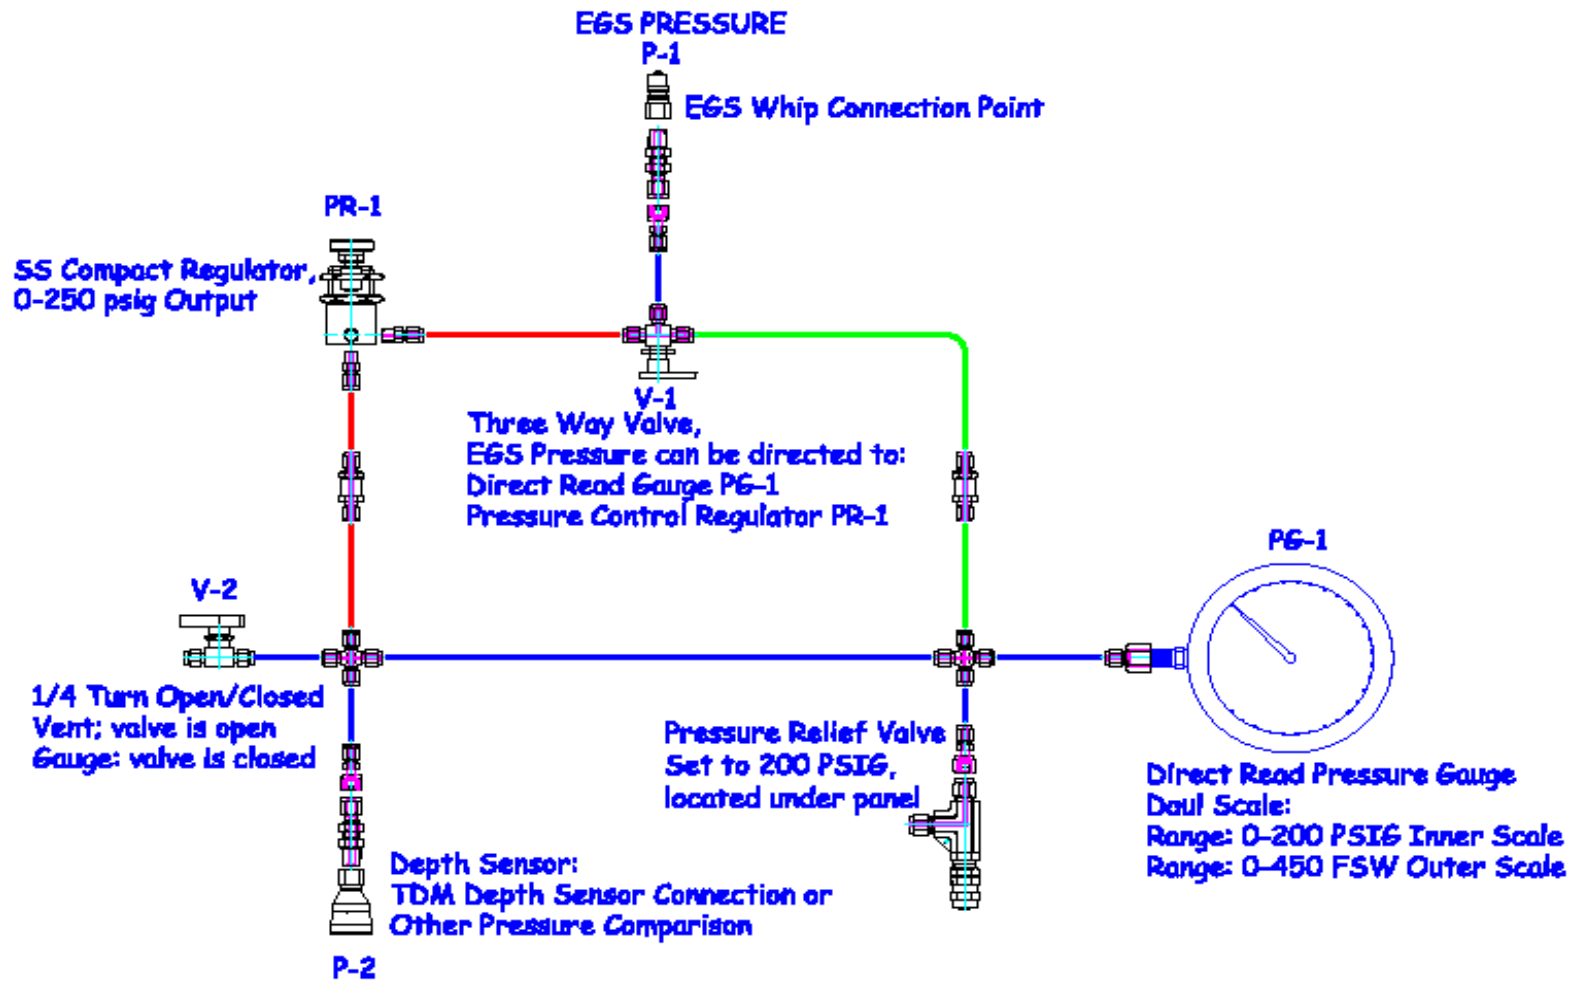 EGS PRESSURE
P-1
EGS Whip Connection Point
PR-1
SS Compact Regulator,
0-250 psig Output
V-1
Three Way Valve,
EGS Pressure can be directed to:
Direct Read Gauge PG-1
Pressure Control Regulator PR-1
PG-1
V-2
1/4 Turn Open/Closed
Vent; valve is open
Gauge: valve is closed
Pressure Relief Valve
Set to 200 PSIG,
located under panel
Direct Read Pressure Gauge
Daul Scale:
Range: 0-200 PSIG Inner Scale
Range: 0-450 FSW Outer Scale
Depth Sensor:
TDM Depth Sensor Connection or
Other Pressure Comparison
P-2